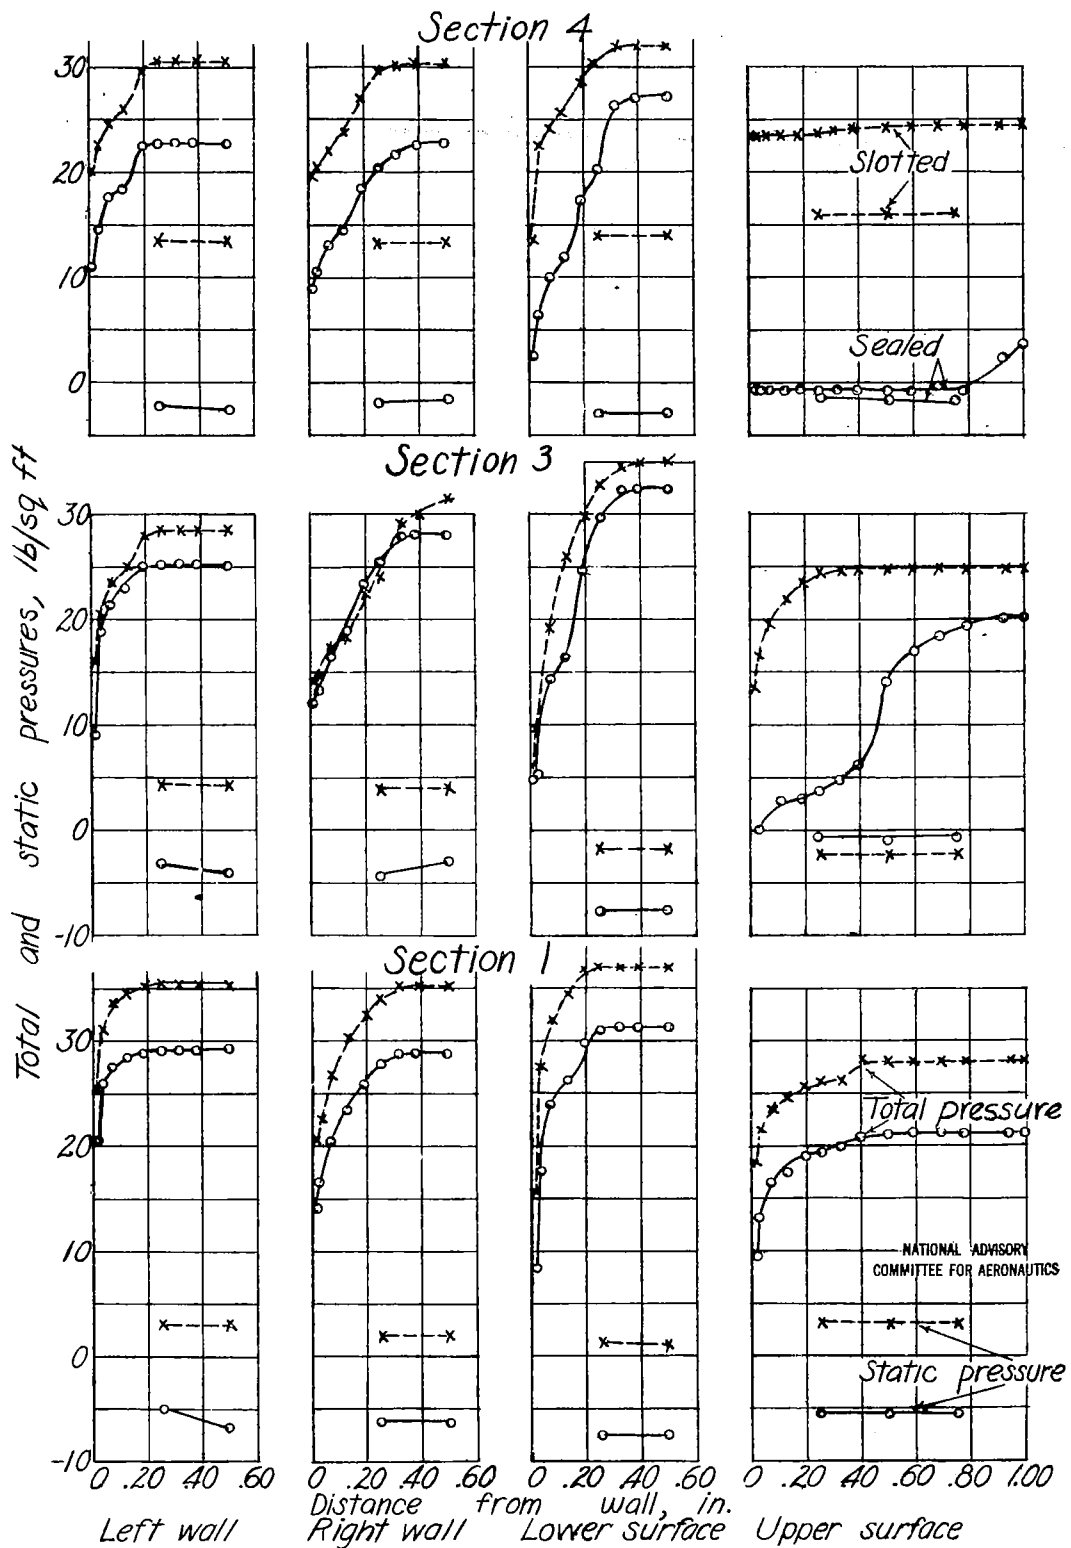 Section 4
30
20
10
0
Slotted
Sealed
Section 3
30
20
10
0
-10
Section 1
30
20
10
0
-10
Total and static pressures, lb/sq ft
Total pressure
NATIONAL ADVISORY
COMMITTEE FOR AERONAUTICS
Static pressure
0 .20 .40 .60 0 .20 .40 .60 0 .20 .40 .60 0 .20 .40 .60 .80 1.00
Distance from wall, in.
Left wall Right wall Lower surface Upper surface